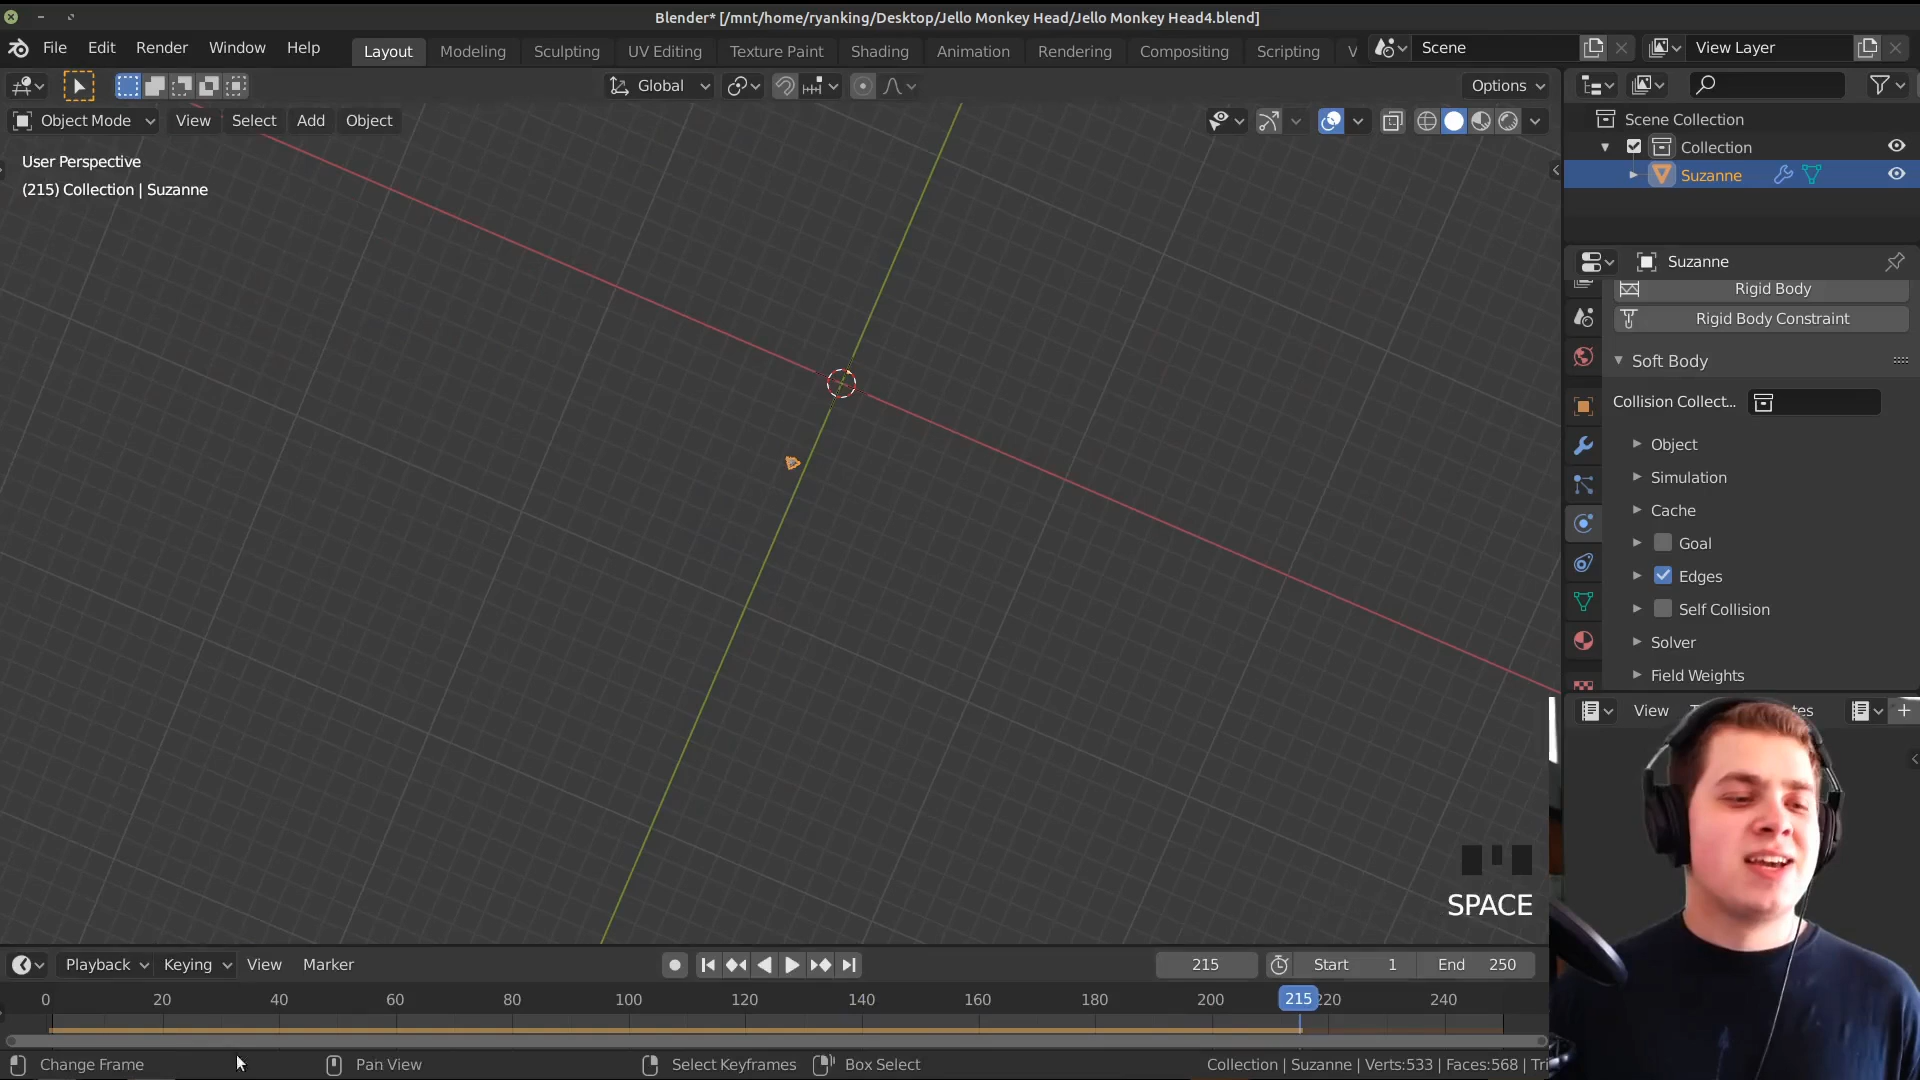 Blender* [/mnt/home/ryanking/Desktop/Jello Monkey Head/Jello Monkey Head4.blend]
File Edit Render Window Help Layout Modeling Sculpting UV Editing Texture Paint Shading Animation Rendering Compositing Scripting V Scene View Layer
Global Options
Object Mode View Select Add Object
User Perspective
(215) Collection | Suzanne
Scene Collection
Collection
Suzanne
Suzanne
Rigid Body
Rigid Body Constraint
Soft Body
Collision Collect...
Object
Simulation
Cache
Goal
Edges
Self Collision
Solver
Field Weights
View
SPACE
Playback Keying View Marker 215 Start 1 End 250
0 20 40 60 80 100 120 140 160 180 200 215 220 240
Change Frame Pan View Select Keyframes Box Select Collection | Suzanne | Verts:533 | Faces:568 | Tri